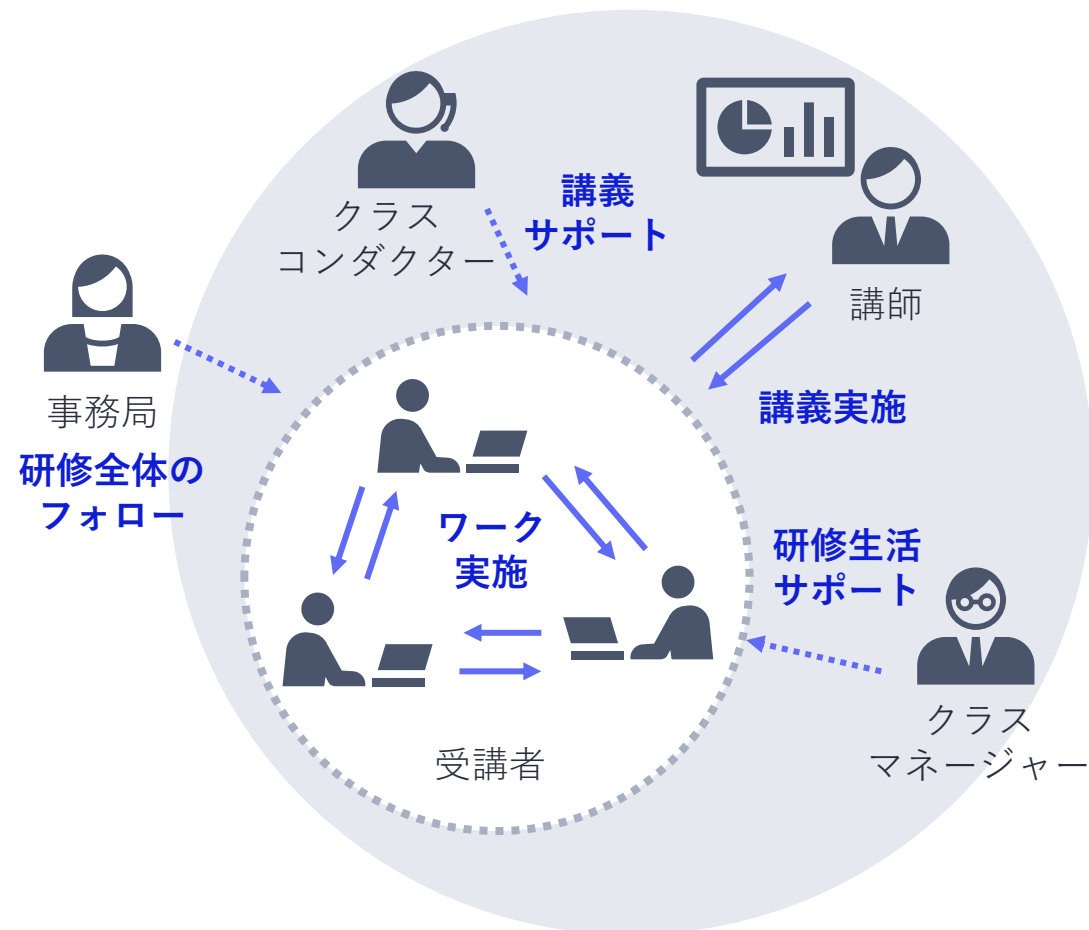 クラス
コンダクター
講義
サポート
講師
講義実施
事務局
研修全体の
フォロー
ワーク
実施
研修生活
サポート
クラス
マネージャー
受講者